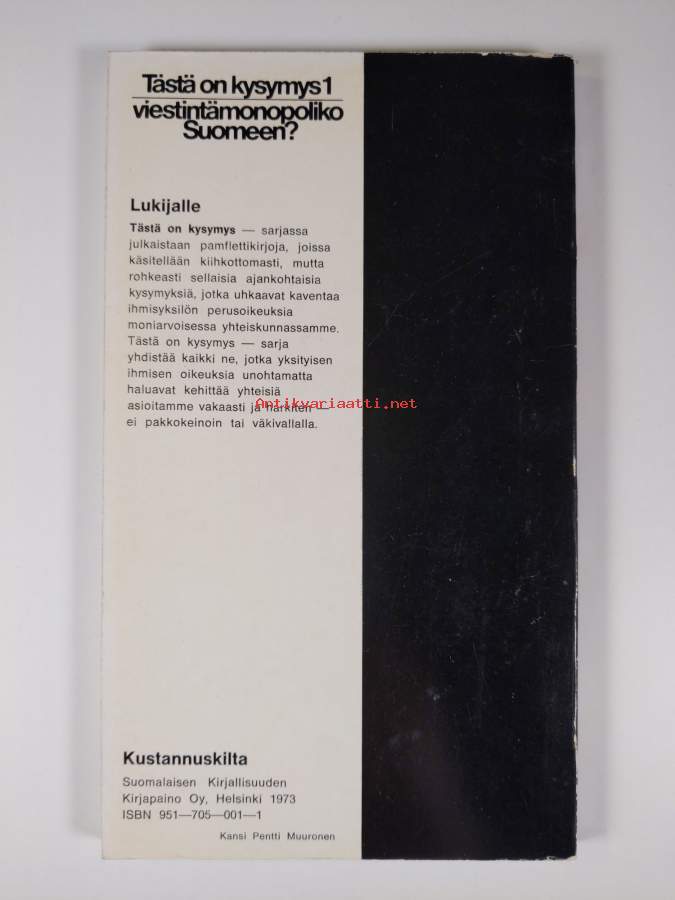 Tästä on kysymys 1
viestintämonopoliko
Suomeen?
Lukijalle
Tästä on kysymys — sarjassa
julkaistaan pamflettikirjoja, joissa
käsitellään kiihkottomasti, mutta
rohkeasti sellaisia ajankohtaisia
kysymyksiä, jotka uhkaavat kaventaa
ihmisyksilön perusoikeuksia
moniarvoisessa yhteiskunnassamme.
Tästä on kysymys — sarja
yhdistää kaikki ne, jotka yksityisen
ihmisen oikeuksia unohtamatta
haluavat kehittää yhteisiä
asioitamme vakaasti ja harkiten —
ei pakkokeinoin tai väkivallalla.
Antikvariaatti.net
Kustannuskilta
Suomalaisen Kirjallisuuden
Kirjapaino Oy, Helsinki 1973
ISBN 951—705—001—1
Kansi Pentti Muuronen